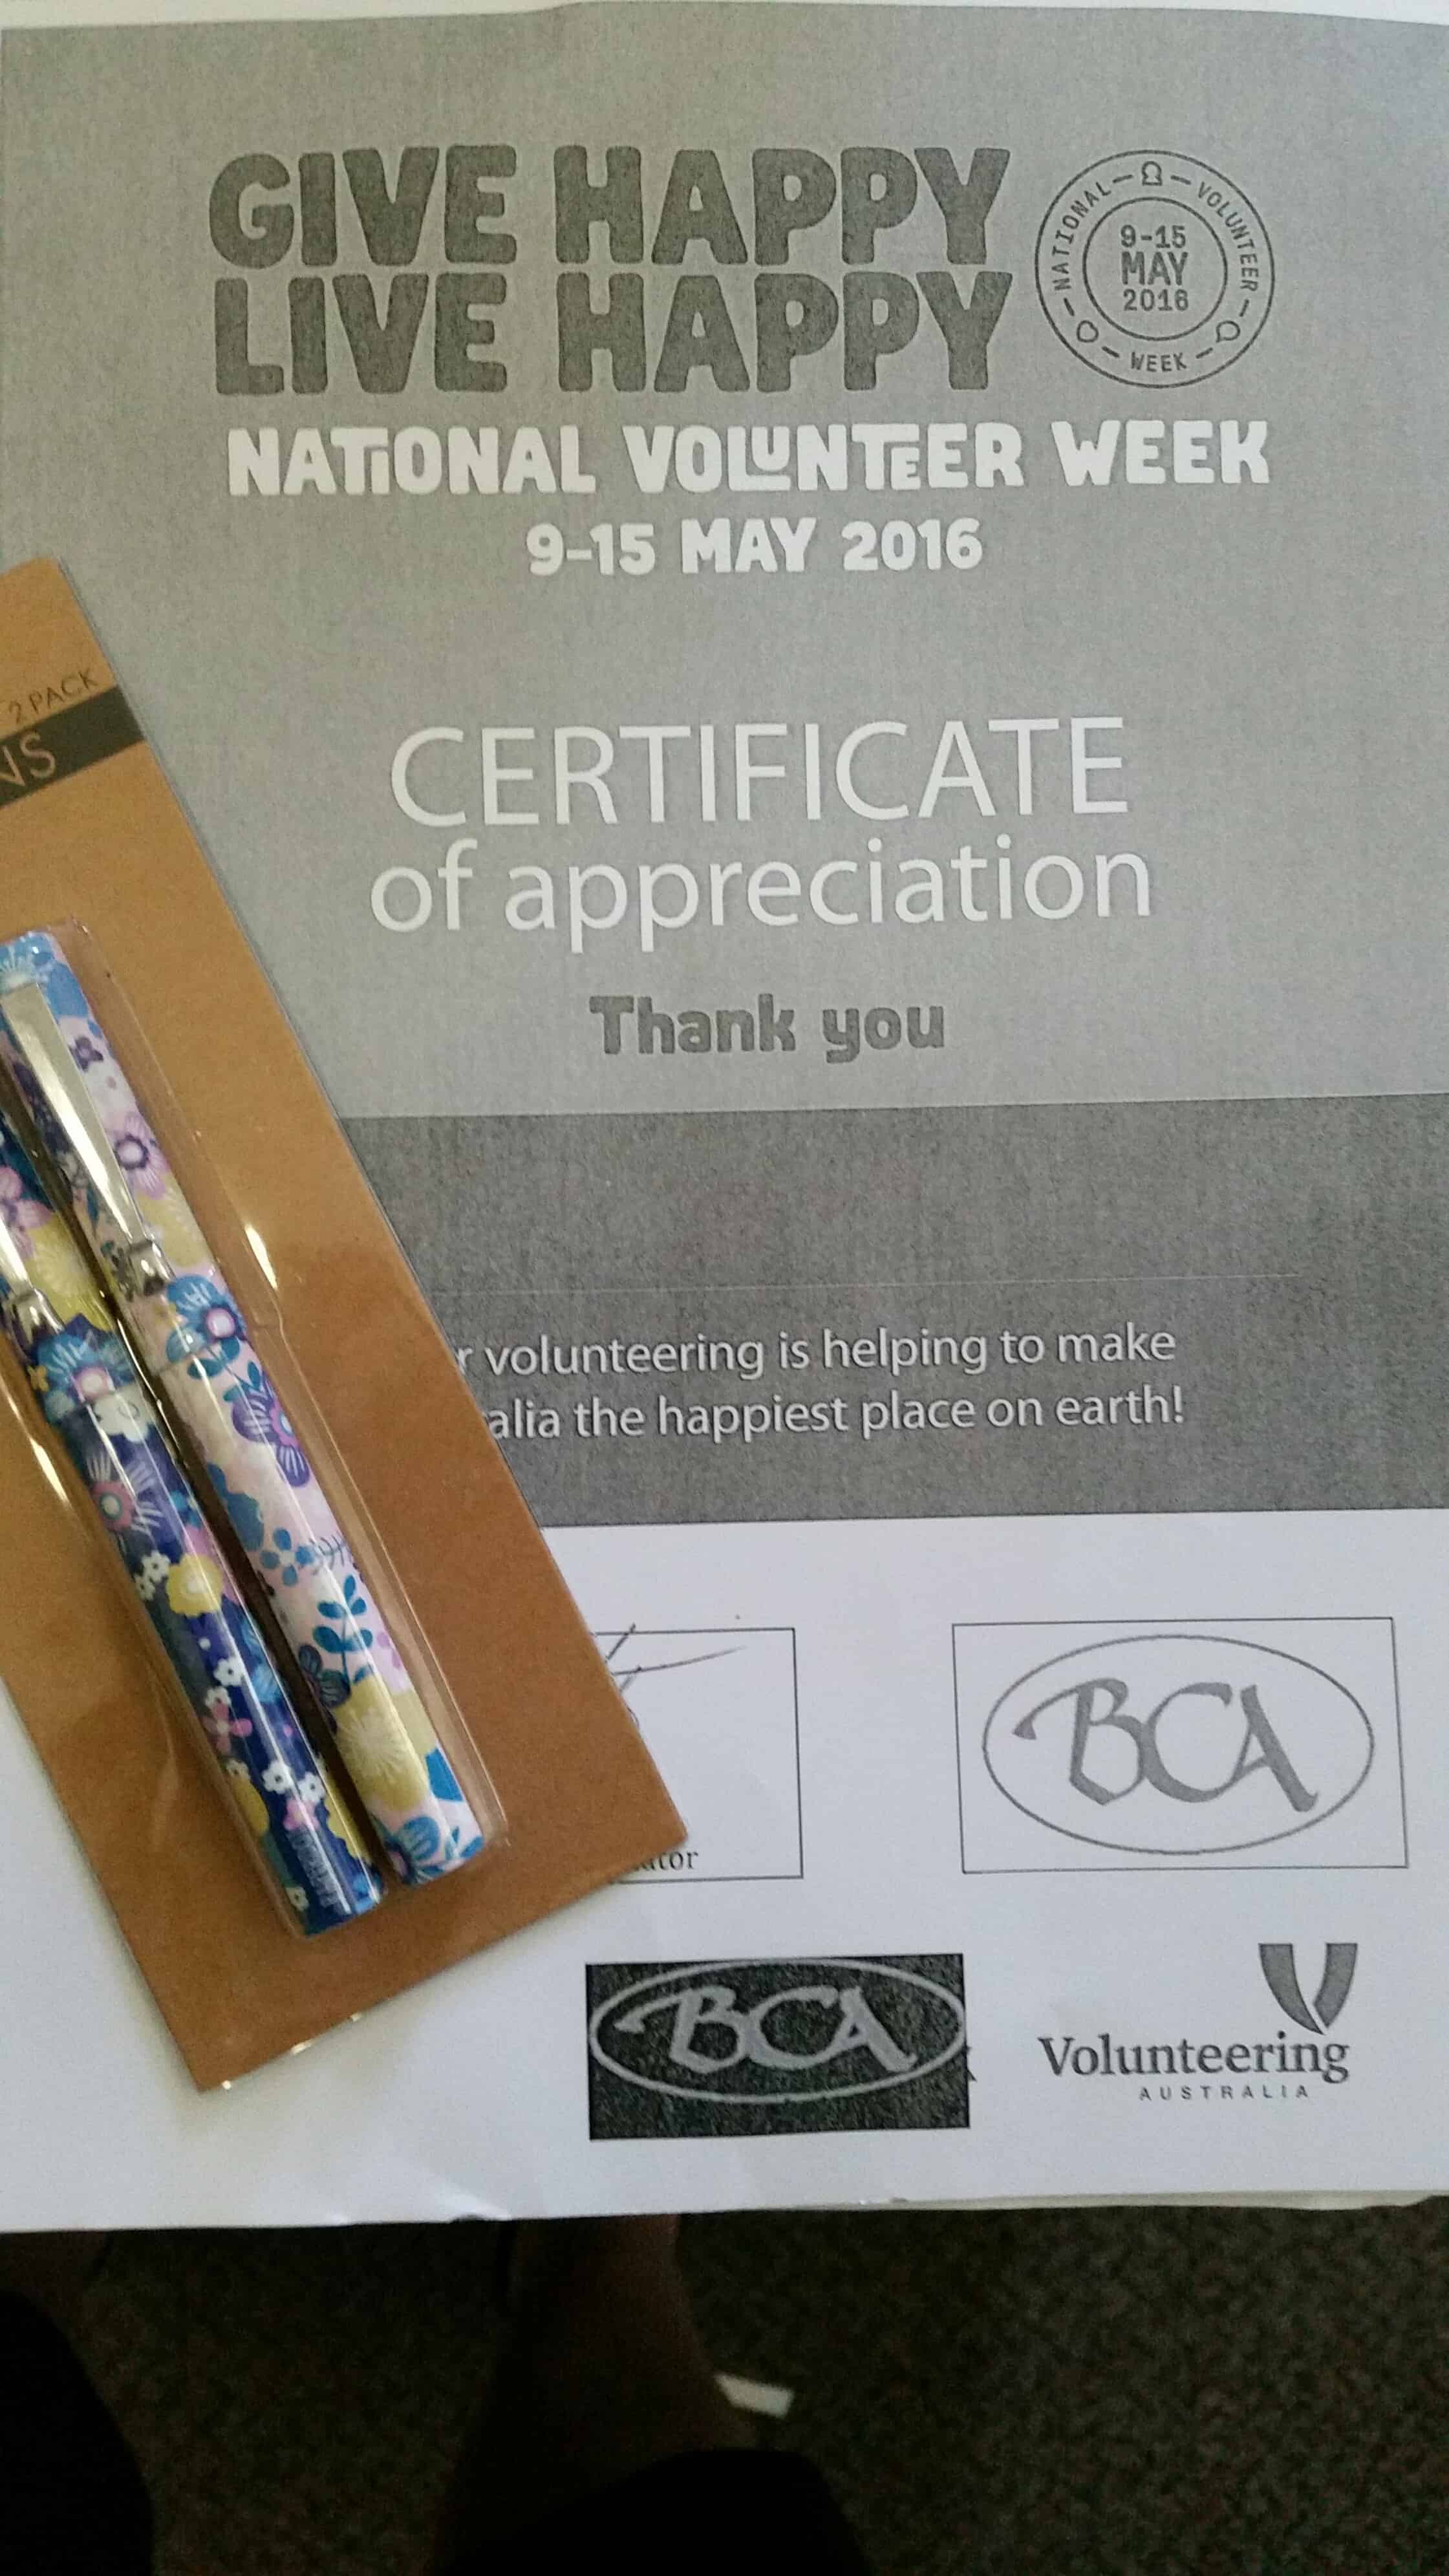 GIVE HAPPY
LIVE HAPPY
NATIONAL VOLUNTEER WEEK
9-15
MAY
2016
NATIONAL VOLUNTEER WEEK
9-15 MAY 2016
2 PACK
NS
CERTIFICATE
of appreciation
Thank you
r volunteering is helping to make
alia the happiest place on earth!
ator
BCA
BCA
Volunteering
AUSTRALIA